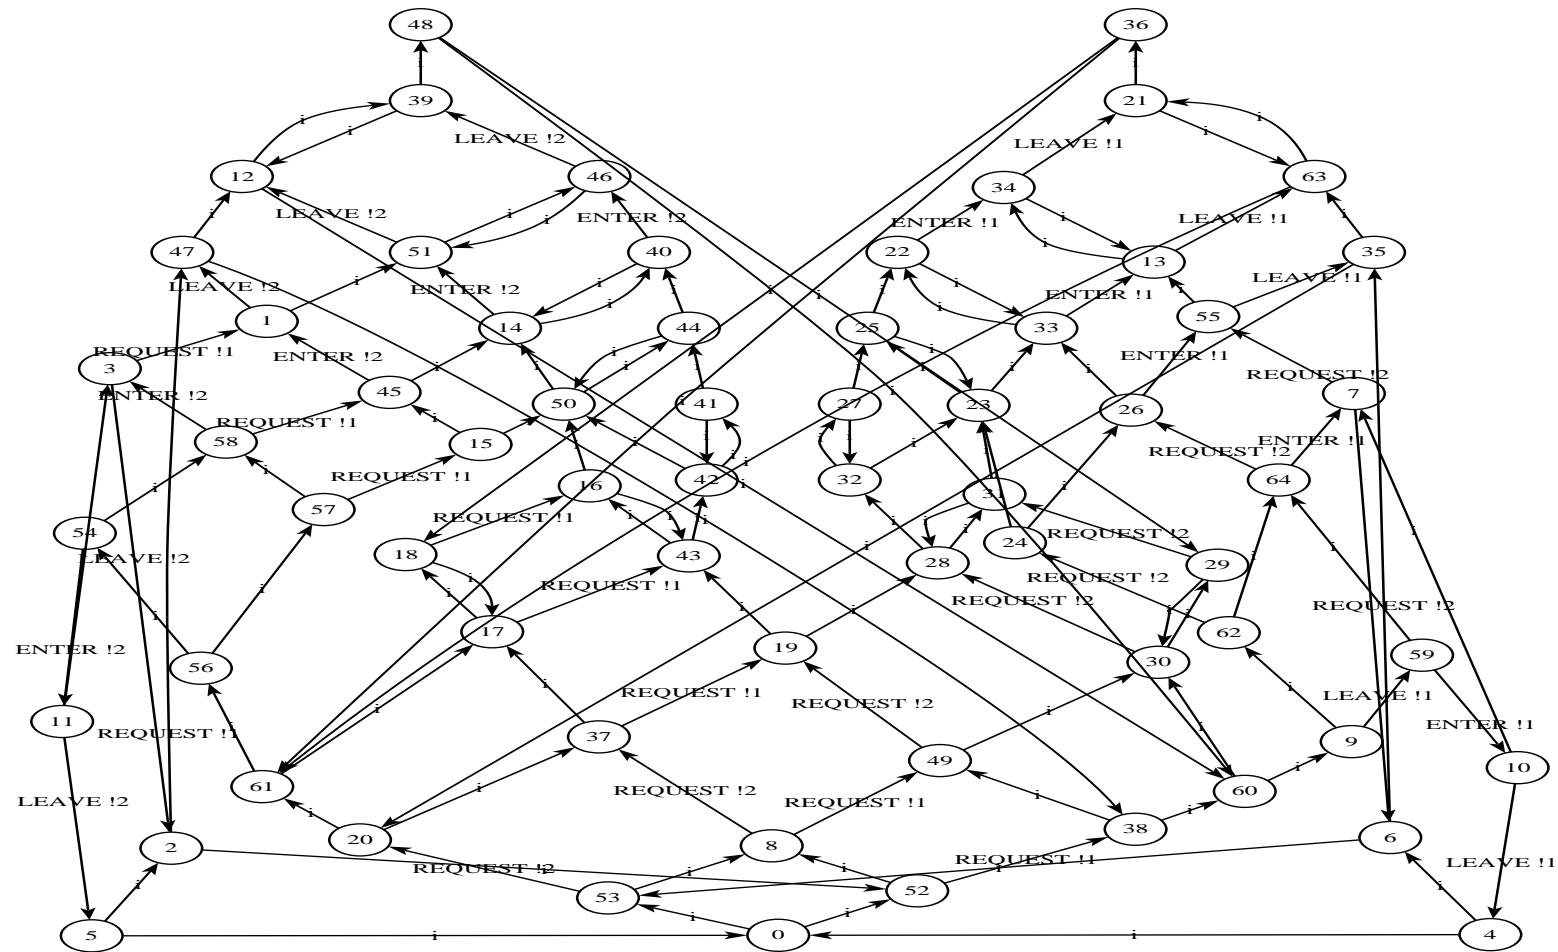 48 36
i i
39 21
i i
i LEAVE !2 LEAVE !1 i
12 46 34 63
i LEAVE !2 i i ENTER !2 ENTER !1 i LEAVE !1 i
47 51 40 22 i 13 35
LEAVE !2 i ENTER !2 i i i i i i ENTER !1 i LEAVE !1
1 14 i 44 25 i 33 55
REQUEST !1 ENTER !2 i i i i i ENTER !1
3 i i i i i i i REQUEST !2
ENTER !2 45 50 i 41 27 i 23 26 7
REQUEST !1 i i i
58 15 i i i i i ENTER !1
i i REQUEST !1 i i i REQUEST !2
57 16 42 i 32 31 i 64
54 REQUEST !1 i i i i i i REQUEST !2 i
LEAVE !2 18 43 i 28 24 29 i i
i i i REQUEST !1 REQUEST !2
i i i REQUEST !2 i i REQUEST !2
ENTER !2 17 19 62
56 30 59
i REQUEST !1 REQUEST !2 i LEAVE !1
11 i i i ENTER !1
REQUEST !1 i 37 i 9
61 i REQUEST !2 49 i 10
LEAVE !2 i REQUEST !1 i 60
20 i 38
2 8 6
REQUEST !2 i i i REQUEST !1 i LEAVE !1
i 53 52 i
i i
5 i 0 i 4